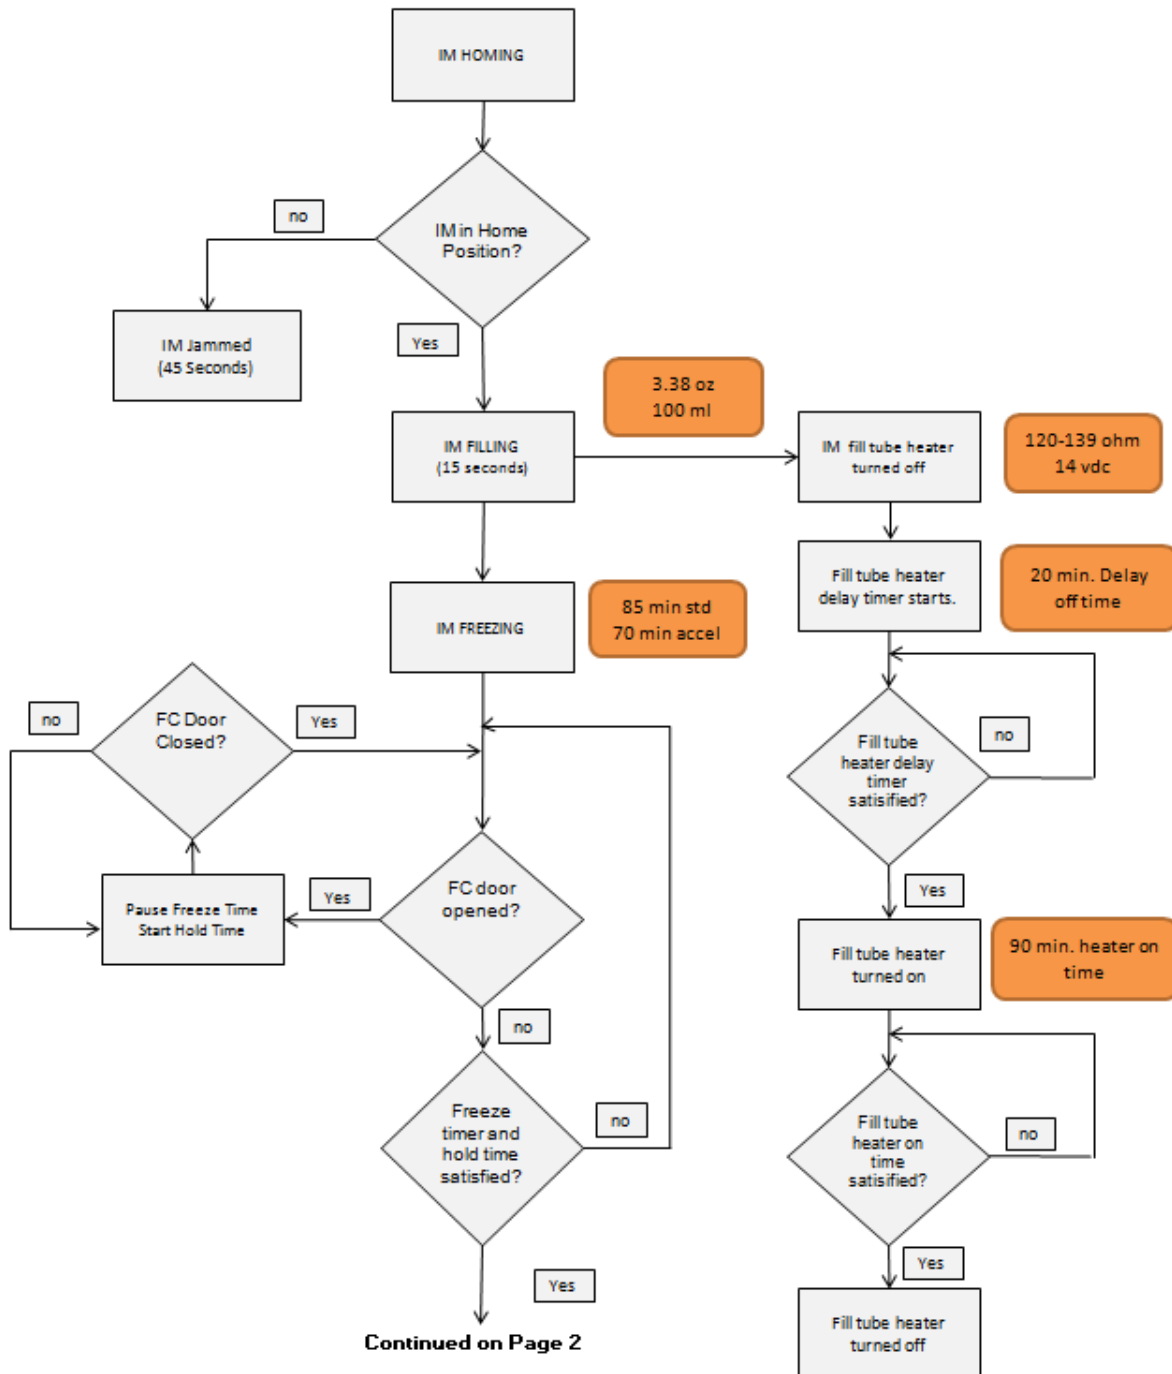 IM HOMING
no
IM in Home
Position?
IM Jammed
(45 Seconds)
Yes
3.38 oz
100 ml
IM FILLING
(15 seconds)
IM fill tube heater
turned off
120-139 ohm
14 vdc
Fill tube heater
delay timer starts.
20 min. Delay
off time
IM FREEZING
85 min std
70 min accel
no
FC Door
Closed?
Yes
Fill tube
heater delay
timer
satisified?
no
Pause Freeze Time
Start Hold Time
Yes
FC door
opened?
Yes
Fill tube heater
turned on
90 min. heater on
time
no
Freeze
timer and
hold time
satisfied?
no
Fill tube
heater on
time
satisified?
no
Yes
Yes
Fill tube heater
turned off
Continued on Page 2